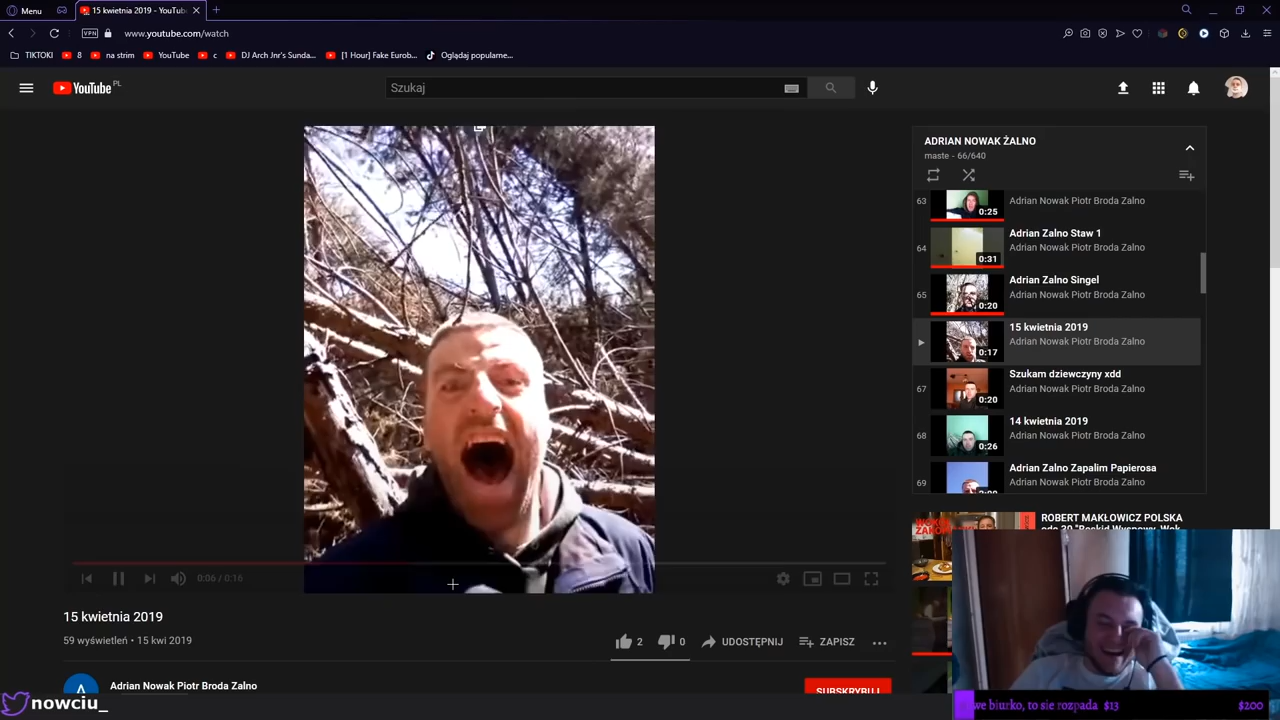 Menu
15 kwietnia 2019 - YouTub
VPN
www.youtube.com/watch
TIKTOKI
8
na strim
YouTube
c
DJ Arch Jnr's Sunda...
[1 Hour] Fake Eurob...
Oglądaj popularne...
YouTube PL
Szukaj
ADRIAN NOWAK ŻALNO
maste - 66/640
63
0:25
Adrian Nowak Piotr Broda Zalno
64
0:31
Adrian Zalno Staw 1
Adrian Nowak Piotr Broda Zalno
65
0:20
Adrian Zalno Singel
Adrian Nowak Piotr Broda Zalno
0:17
15 kwietnia 2019
Adrian Nowak Piotr Broda Zalno
67
0:20
Szukam dziewczyny xdd
Adrian Nowak Piotr Broda Zalno
68
0:26
14 kwietnia 2019
Adrian Nowak Piotr Broda Zalno
69
Adrian Zalno Zapalim Papierosa
Adrian Nowak Piotr Broda Zalno
ROBERT MAKŁOWICZ POLSKA
0:06 / 0:16
15 kwietnia 2019
59 wyświetleń • 15 kwi 2019
2
0
UDOSTĘPNIJ
ZAPISZ
Adrian Nowak Piotr Broda Zalno
SUBSKRYBUJ
nowciu_
we biurko, to sie rozpada $13
$200